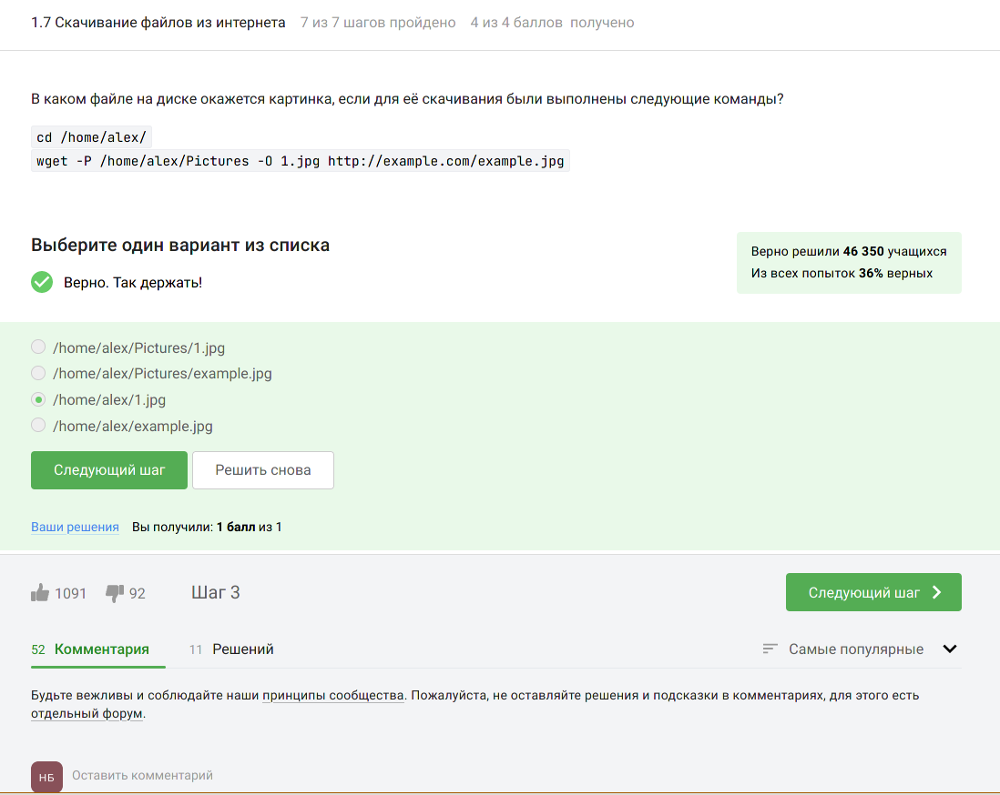 1.7 Скачивание файлов из интернета 7 из 7 шагов пройдено 4 из 4 баллов получено
В каком файле на диске окажется картинка, если для её скачивания были выполнены следующие команды?
cd /home/alex/
wget -P /home/alex/Pictures -O 1.jpg http://example.com/example.jpg
Выберите один вариант из списка
Верно. Так держать!
Верно решили 46 350 учащихся
Из всех попыток 36% верных
/home/alex/Pictures/1.jpg
/home/alex/Pictures/example.jpg
/home/alex/1.jpg
/home/alex/example.jpg
Следующий шаг Решить снова
Ваши решения Вы получили: 1 балл из 1
1091 92 Шаг 3 Следующий шаг
52 Комментария 11 Решений Самые популярные
Будьте вежливы и соблюдайте наши принципы сообщества. Пожалуйста, не оставляйте решения и подсказки в комментариях, для этого есть
отдельный форум.
НБ Оставить комментарий